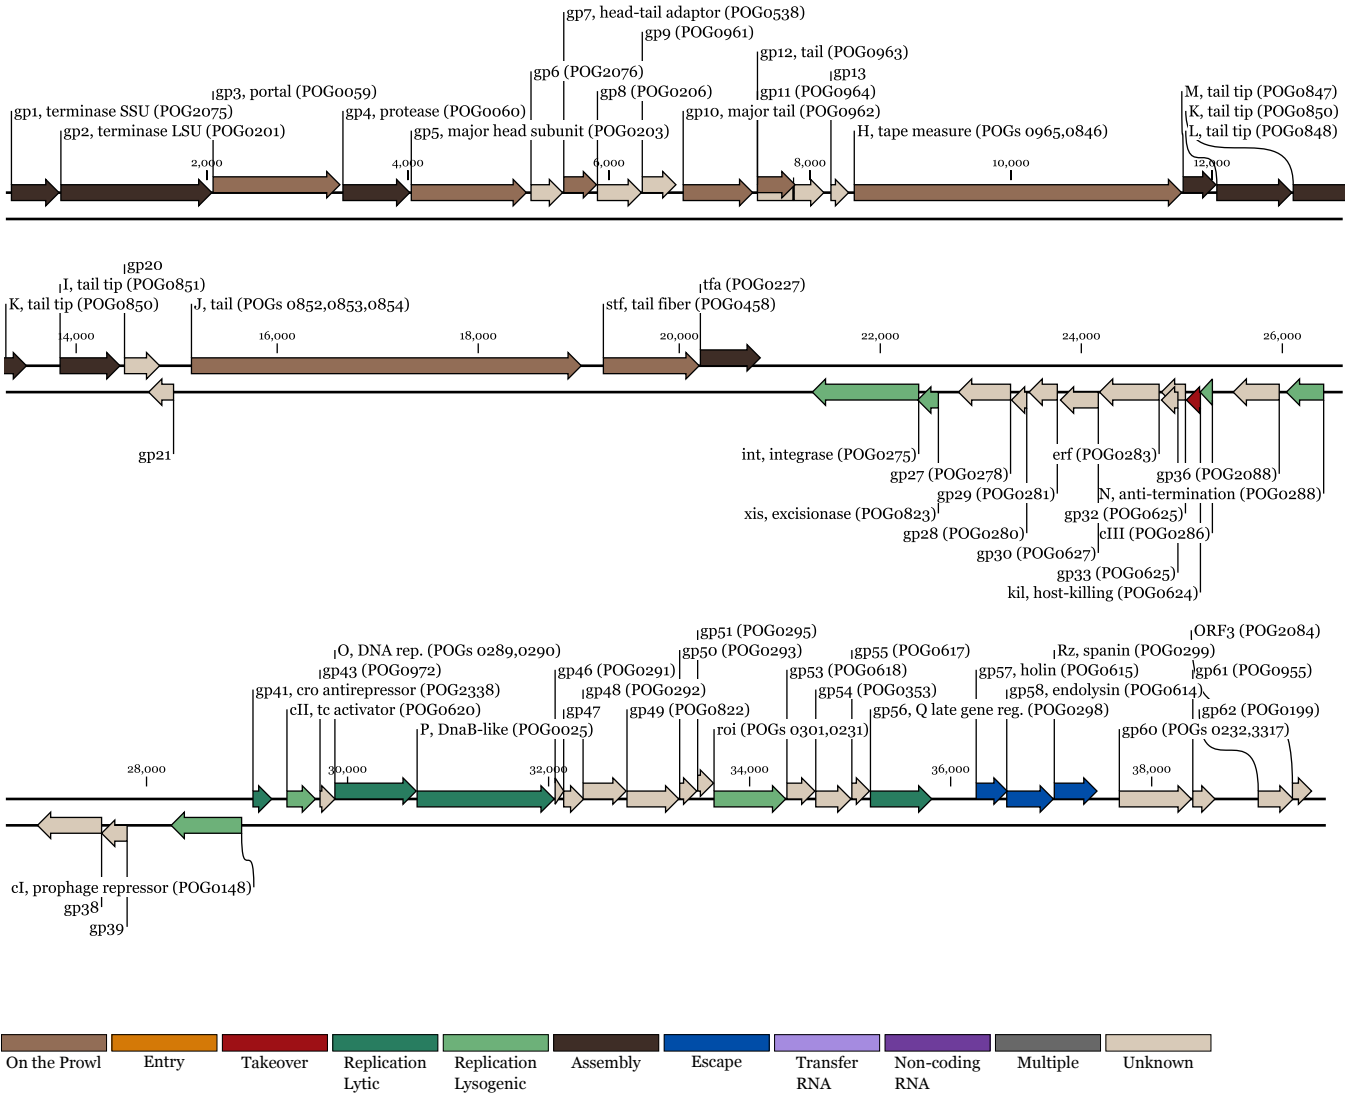 gp7, head-tail adaptor (POG0538)
gp9 (POG0961)
gp12, tail (POG0963)
gp6 (POG2076)
gp13
gp3, portal (POG0059)
gp8 (POG0206)
gp11 (POG0964)
M, tail tip (POG0847)
gp1, terminase SSU (POG2075)
gp4, protease (POG0060)
gp10, major tail (POG0962)
K, tail tip (POG0850)
gp2, terminase LSU (POG0201)
gp5, major head subunit (POG0203)
H, tape measure (POGs 0965,0846)
L, tail tip (POG0848)
2,000 4,000 6,000 8,000 10,000 12,000
gp20
I, tail tip (POG0851)
tfa (POG0227)
K, tail tip (POG0850)
J, tail (POGs 0852,0853,0854)
stf, tail fiber (POG0458)
14,000 16,000 18,000 20,000 22,000 24,000 26,000
gp21
int, integrase (POG0275)
erf (POG0283)
gp27 (POG0278)
gp36 (POG2088)
gp29 (POG0281)
N, anti-termination (POG0288)
xis, excisionase (POG0823)
gp32 (POG0625)
gp28 (POG0280)
cIII (POG0286)
gp30 (POG0627)
gp33 (POG0625)
kil, host-killing (POG0624)
gp51 (POG0295)
ORF3 (POG2084)
O, DNA rep. (POGs 0289,0290)
gp50 (POG0293)
gp55 (POG0617)
Rz, spanin (POG0299)
gp43 (POG0972)
gp46 (POG0291)
gp53 (POG0618)
gp57, holin (POG0615)
gp61 (POG0955)
gp41, cro antirepressor (POG2338)
gp48 (POG0292)
gp54 (POG0353)
gp58, endolysin (POG0614)
cII, tc activator (POG0620)
gp47
gp49 (POG0822)
gp56, Q late gene reg. (POG0298)
gp62 (POG0199)
P, DnaB-like (POG0025)
roi (POGs 0301,0231)
gp60 (POGs 0232,3317)
28,000 30,000 32,000 34,000 36,000 38,000
cI, prophage repressor (POG0148)
gp38
gp39
On the Prowl
Entry
Takeover
Replication
Lytic
Replication
Lysogenic
Assembly
Escape
Transfer
RNA
Non-coding
RNA
Multiple
Unknown